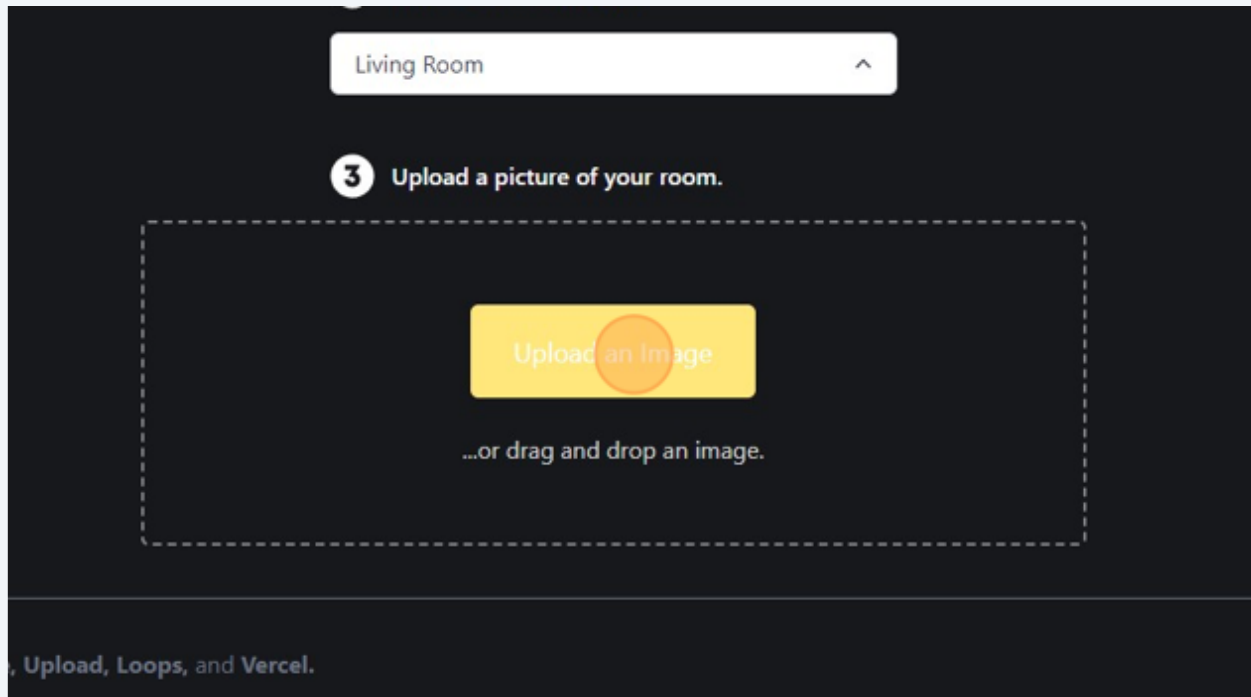 Living Room
3 Upload a picture of your room.
Upload an Image
...or drag and drop an image.
, Upload, Loops, and Vercel.